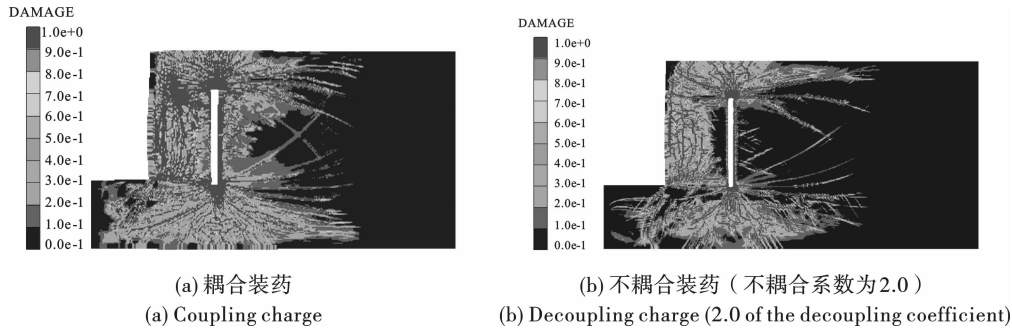 DAMAGE
1.0e+0
9.0e-1
8.0e-1
7.0e-1
6.0e-1
5.0e-1
4.0e-1
3.0e-1
2.0e-1
1.0e-1
0.0e-1
(a) 耦合装药
(a) Coupling charge
DAMAGE
1.0e+0
9.0e-1
8.0e-1
7.0e-1
6.0e-1
5.0e-1
4.0e-1
3.0e-1
2.0e-1
1.0e-1
0.0e-1
(b) 不耦合装药（不耦合系数为2.0）
(b) Decoupling charge (2.0 of the decoupling coefficient)